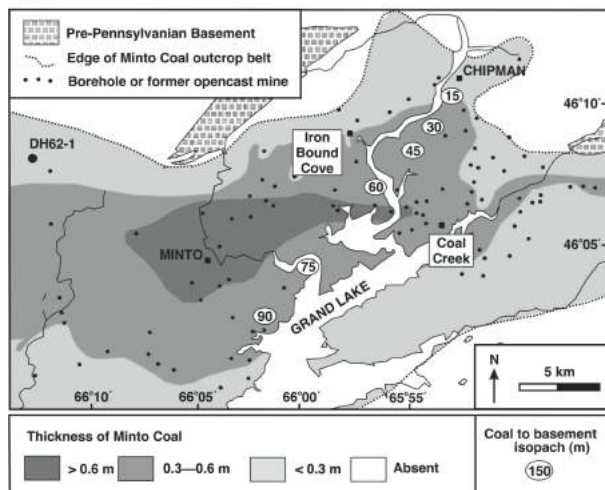 Pre-Pennsylvanian Basement
Edge of Minto Coal outcrop belt
Borehole or former opencast mine
CHIPMAN
15
46°10′
30
Iron
Bound
Cove
45
DH62-1
60
46°05′
MINTO
Coal
Creek
75
GRAND LAKE
90
N
5 km
66°10′
66°05′
66°00′
65°55′
Thickness of Minto Coal
> 0.6 m
0.3—0.6 m
< 0.3 m
Absent
Coal to basement
isopach (m)
150